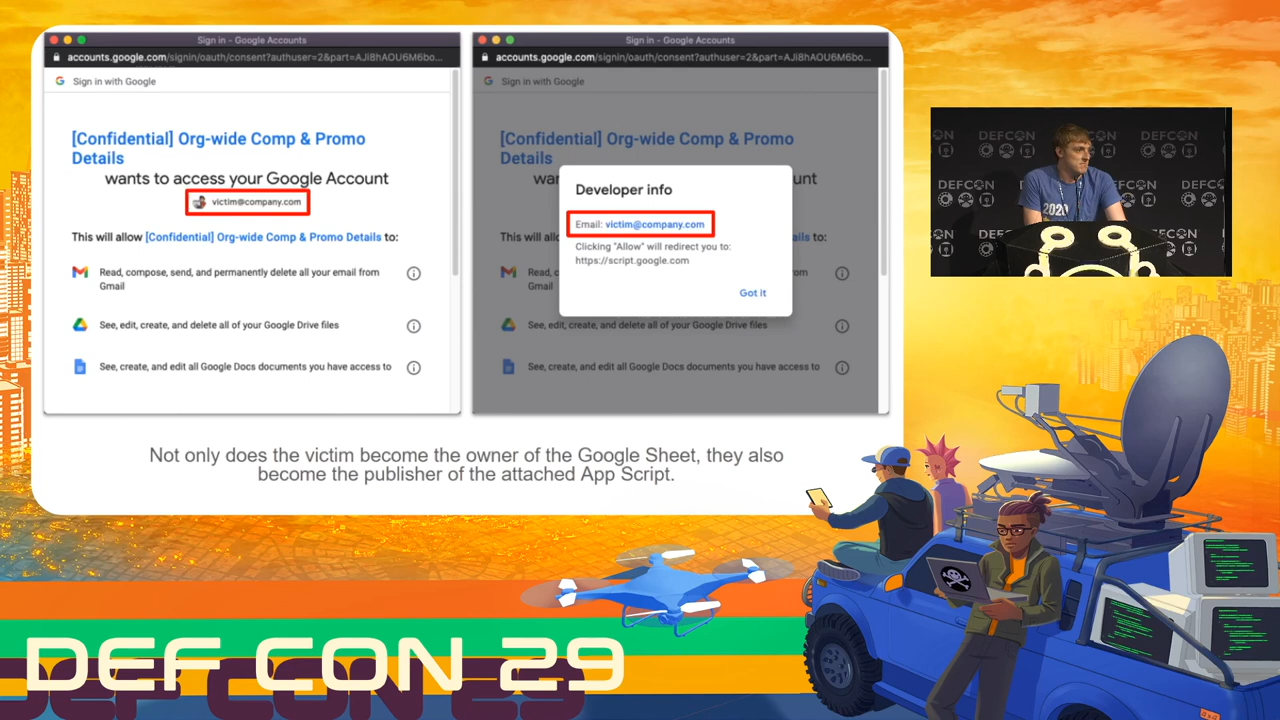 Sign in - Google Accounts
accounts.google.com/signin/oauth/consent?authuser=2&part=AJi8hAOU6M6bo...
Sign in with Google
[Confidential] Org-wide Comp & Promo
Details
wants to access your Google Account
victim@company.com
This will allow [Confidential] Org-wide Comp & Promo Details to:
Read, compose, send, and permanently delete all your email from
Gmail
See, edit, create, and delete all of your Google Drive files
See, create, and edit all Google Docs documents you have access to
Sign in - Google Accounts
accounts.google.com/signin/oauth/consent?authuser=2&part=AJi8hAOU6M6bo...
Sign in with Google
[Confidential] Org-wide Comp & Promo
Details
Developer info
Email: victim@company.com
Clicking "Allow" will redirect you to:
https://script.google.com
Got it
See, edit, create, and delete all of your Google Drive files
See, create, and edit all Google Docs documents you have access to
Not only does the victim become the owner of the Google Sheet, they also
become the publisher of the attached App Script.
DEFCON
DEFCON
DEFCON
2020
DEF CON 29